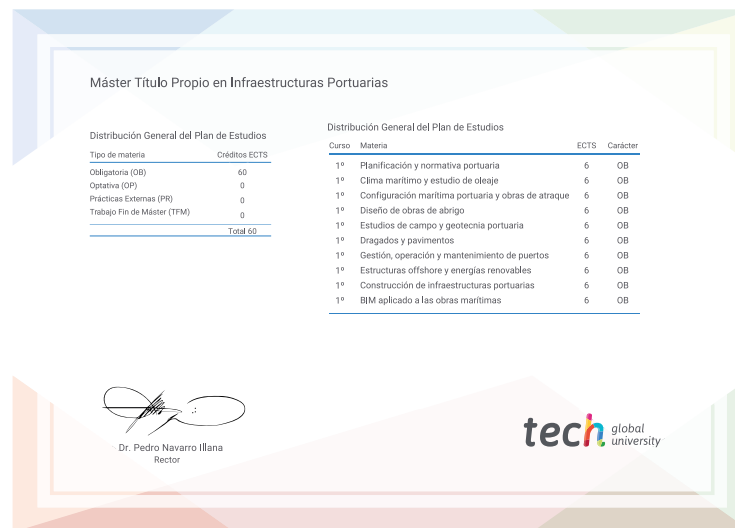 Máster Título Propio en Infraestructuras Portuarias
Distribución General del Plan de Estudios
Tipo de materia Créditos ECTS
Obligatoria (OB) 60
Optativa (OP) 0
Prácticas Externas (PR) 0
Trabajo Fin de Máster (TFM) 0
Total 60
Distribución General del Plan de Estudios
Curso Materia ECTS Carácter
1º Planificación y normativa portuaria 6 OB
1º Clima marítimo y estudio de oleaje 6 OB
1º Configuración marítima portuaria y obras de atraque 6 OB
1º Diseño de obras de abrigo 6 OB
1º Estudios de campo y geotecnia portuaria 6 OB
1º Dragados y pavimentos 6 OB
1º Gestión, operación y mantenimiento de puertos 6 OB
1º Estructuras offshore y energías renovables 6 OB
1º Construcción de infraestructuras portuarias 6 OB
1º BIM aplicado a las obras marítimas 6 OB
Dr. Pedro Navarro Illana
Rector
tech global
university